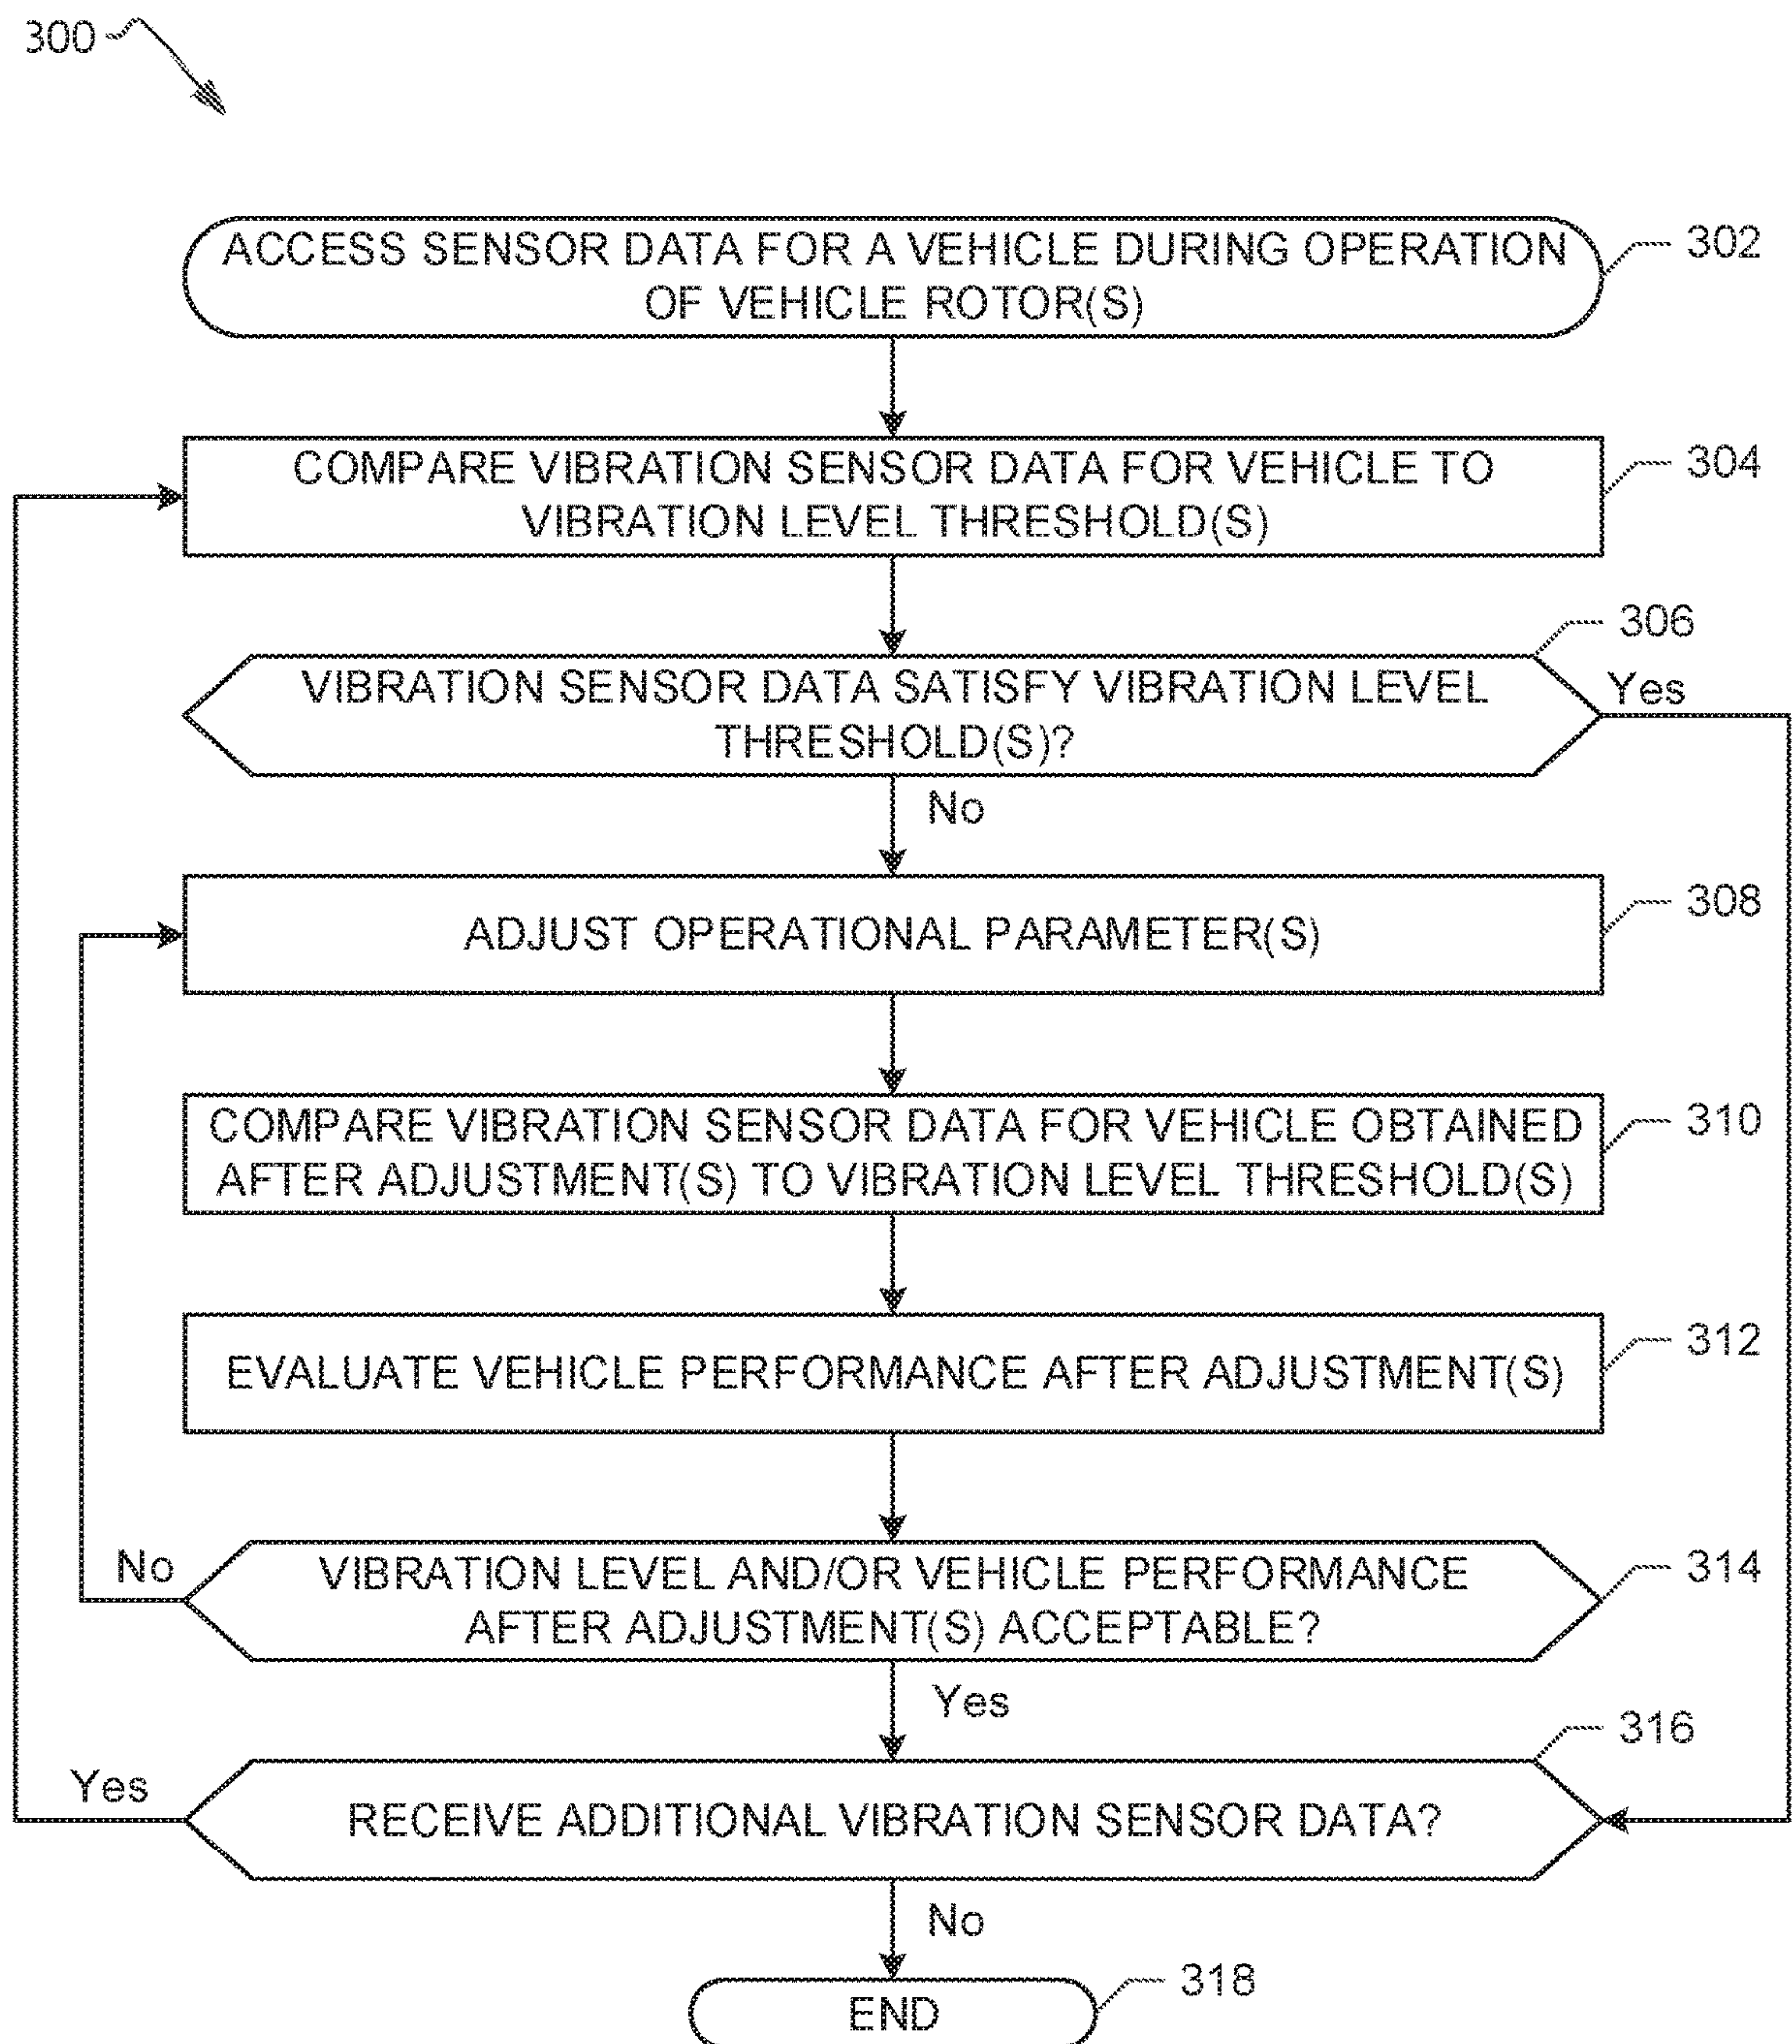 300
ACCESS SENSOR DATA FOR A VEHICLE DURING OPERATION
OF VEHICLE ROTOR(S)
302
COMPARE VIBRATION SENSOR DATA FOR VEHICLE TO
VIBRATION LEVEL THRESHOLD(S)
304
306
VIBRATION SENSOR DATA SATISFY VIBRATION LEVEL
THRESHOLD(S)?
Yes
No
ADJUST OPERATIONAL PARAMETER(S)
308
COMPARE VIBRATION SENSOR DATA FOR VEHICLE OBTAINED
AFTER ADJUSTMENT(S) TO VIBRATION LEVEL THRESHOLD(S)
310
EVALUATE VEHICLE PERFORMANCE AFTER ADJUSTMENT(S)
312
No
VIBRATION LEVEL AND/OR VEHICLE PERFORMANCE
AFTER ADJUSTMENT(S) ACCEPTABLE?
314
Yes
316
Yes
RECEIVE ADDITIONAL VIBRATION SENSOR DATA?
No
END
318